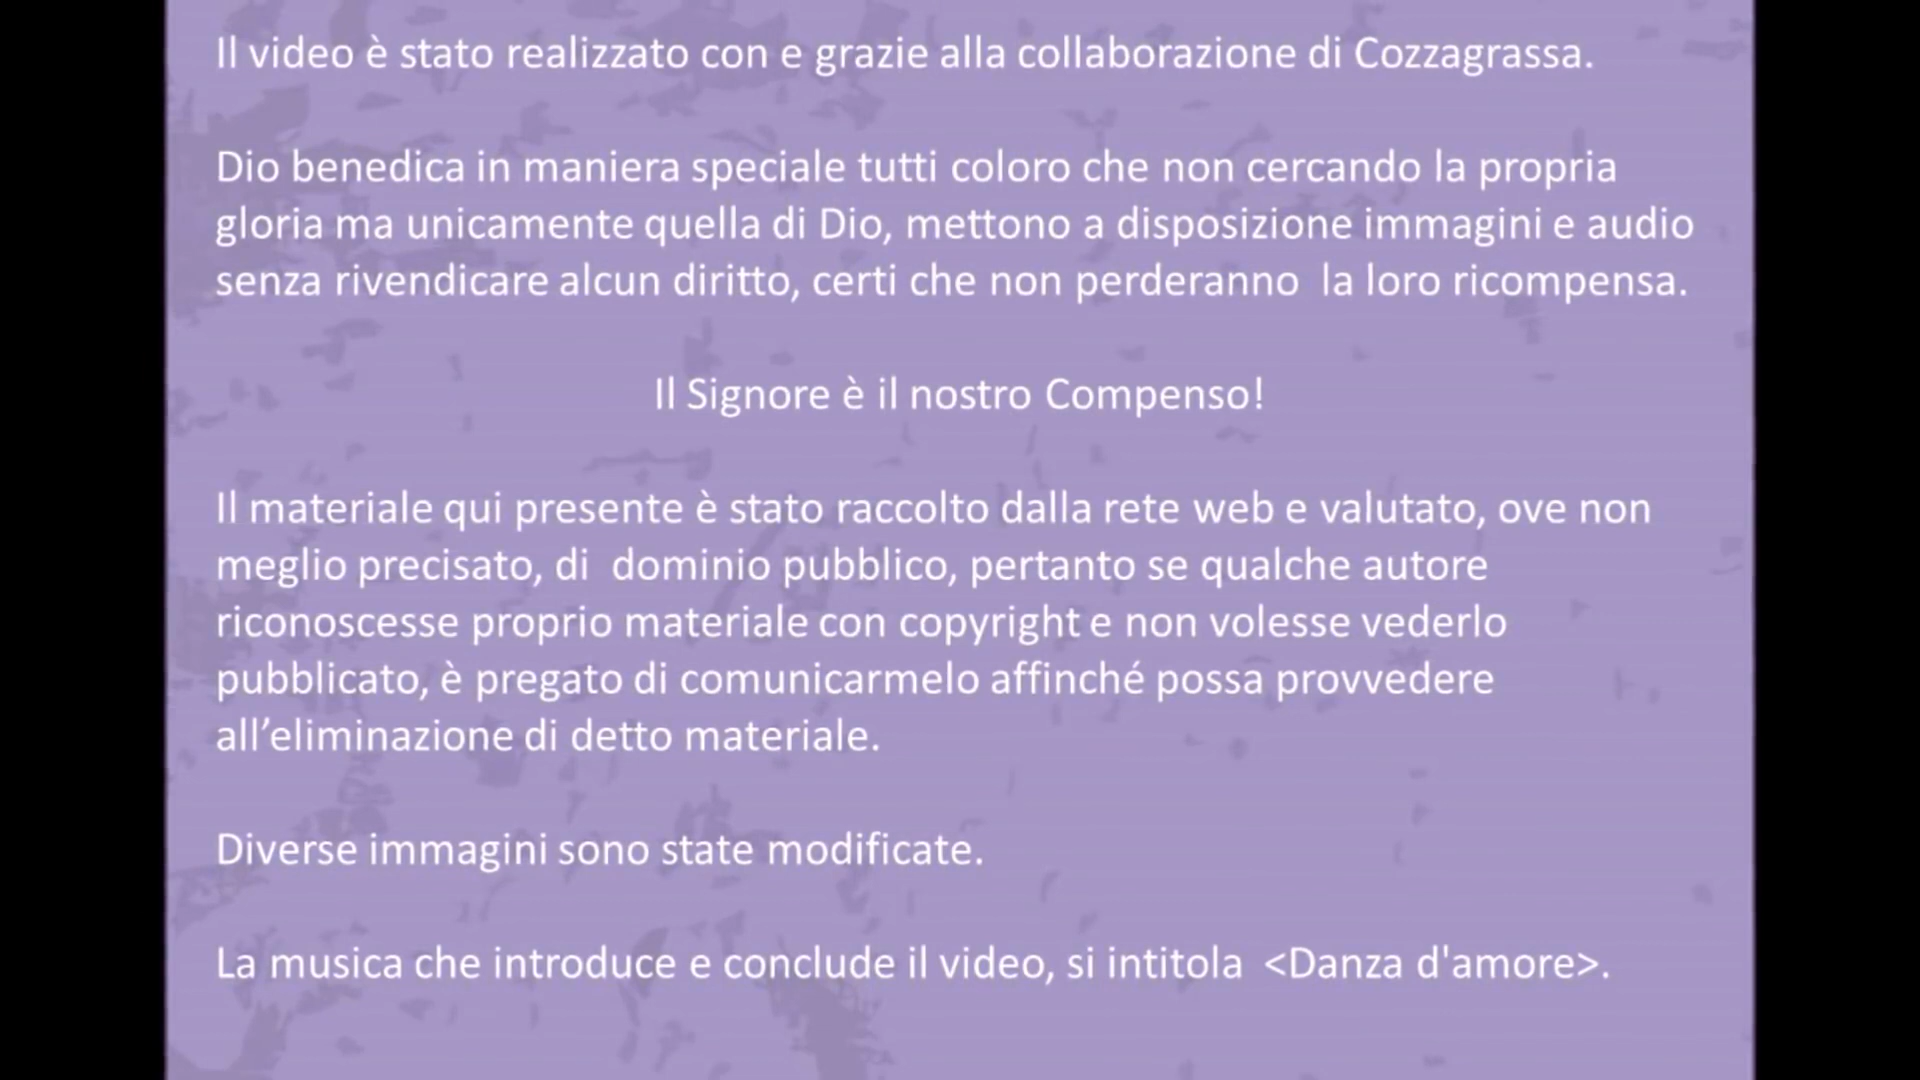 Il video è stato realizzato con e grazie alla collaborazione di Cozzagrassa.
Dio benedica in maniera speciale tutti coloro che non cercando la propria
gloria ma unicamente quella di Dio, mettono a disposizione immagini e audio
senza rivendicare alcun diritto, certi che non perderanno  la loro ricompensa.
Il Signore è il nostro Compenso!
Il materiale qui presente è stato raccolto dalla rete web e valutato, ove non
meglio precisato, di  dominio pubblico, pertanto se qualche autore
riconoscesse proprio materiale con copyright e non volesse vederlo
pubblicato, è pregato di comunicarmelo affinché possa provvedere
all’eliminazione di detto materiale.
Diverse immagini sono state modificate.
La musica che introduce e conclude il video, si intitola  <Danza d'amore>.